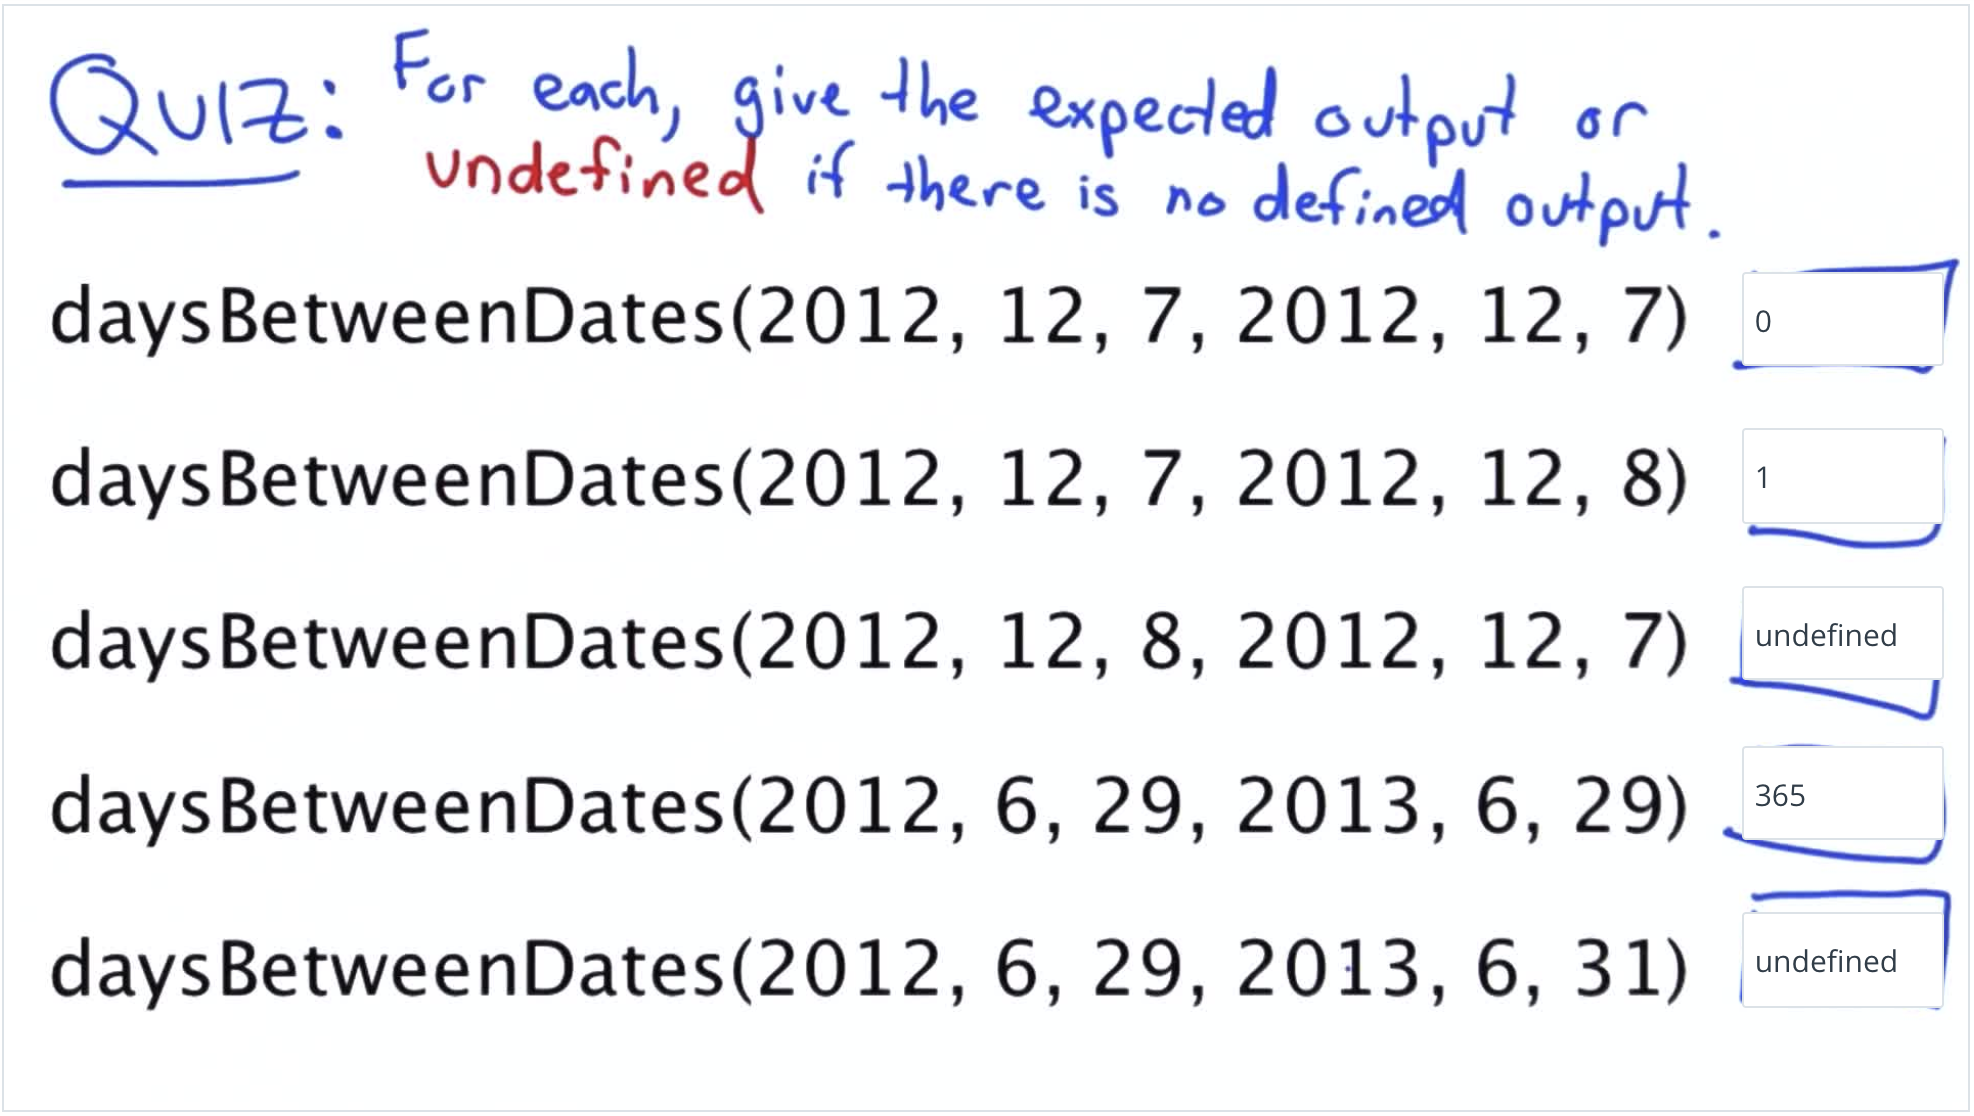 QUIZ: For each, give the expected output or
undefined if there is no defined output.
daysBetweenDates(2012, 12, 7, 2012, 12, 7) 0
daysBetweenDates(2012, 12, 7, 2012, 12, 8) 1
daysBetweenDates(2012, 12, 8, 2012, 12, 7) undefined
daysBetweenDates(2012, 6, 29, 2013, 6, 29) 365
daysBetweenDates(2012, 6, 29, 2013, 6, 31) undefined